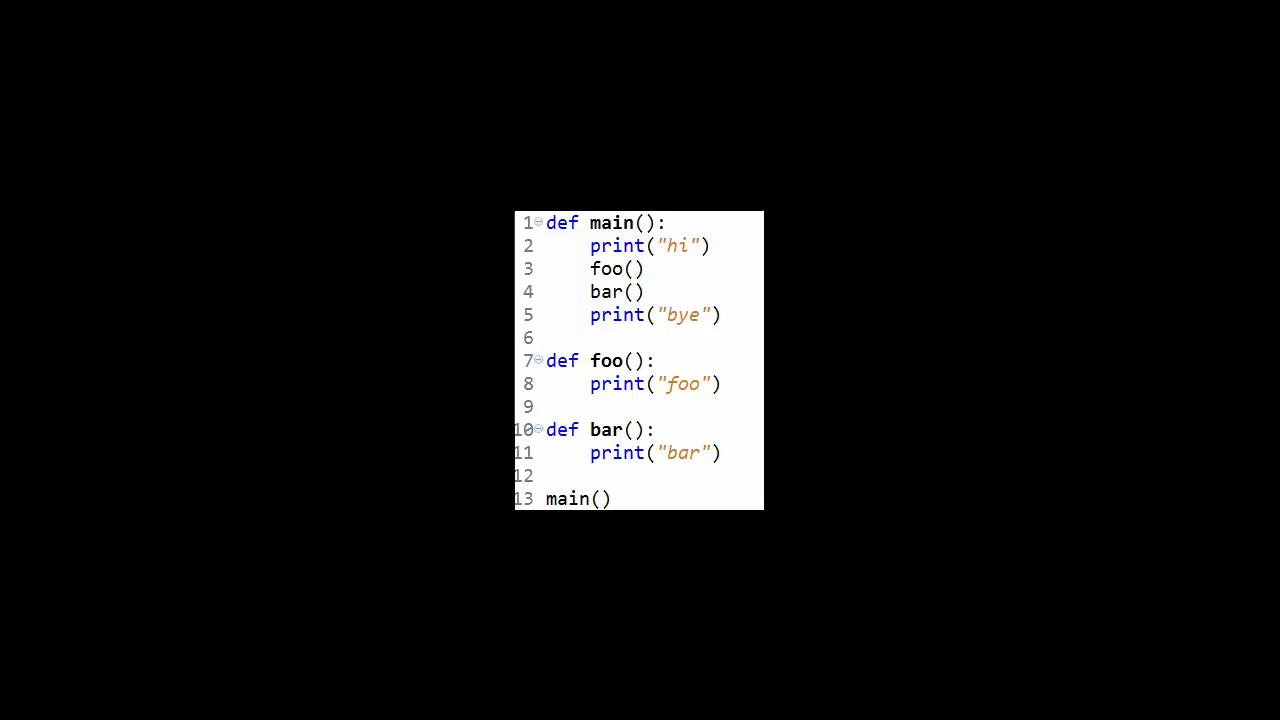 1 def main():
2     print("hi")
3     foo()
4     bar()
5     print("bye")
6
7 def foo():
8     print("foo")
9
10 def bar():
11     print("bar")
12
13 main()